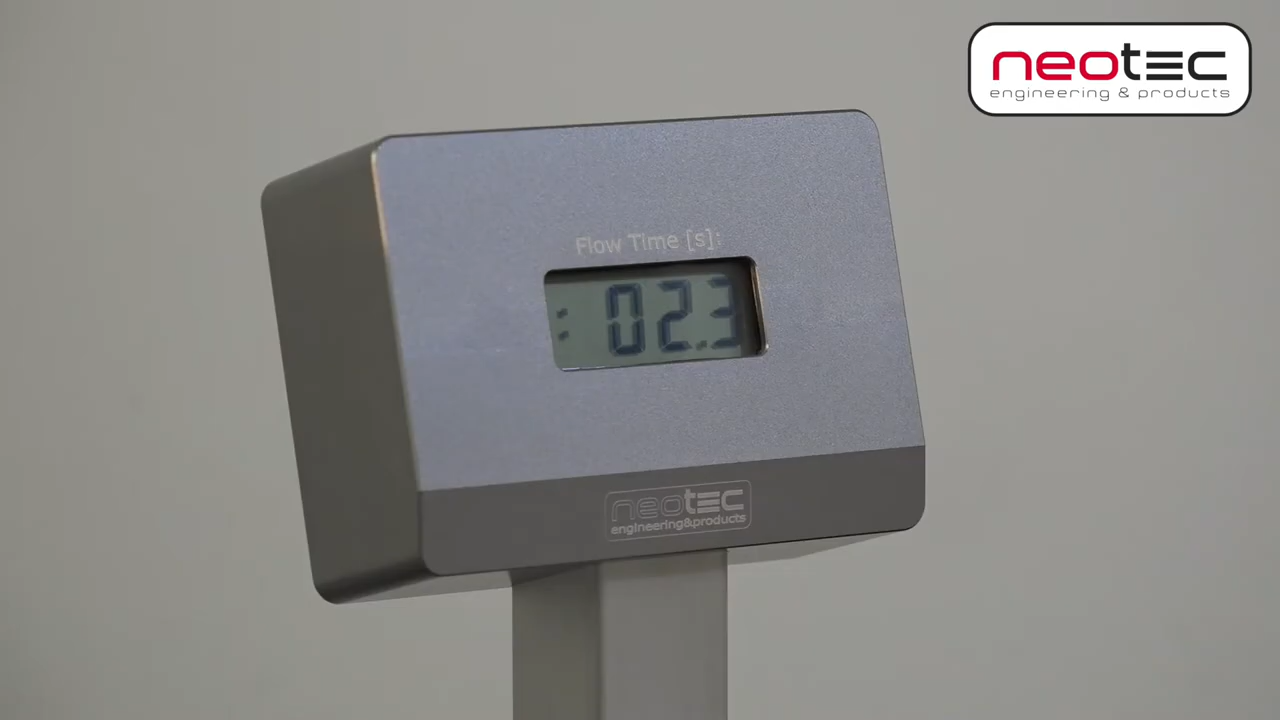 neotec
engineering & products
Flow Time [s]:
: 02.3
neotec
engineering&products